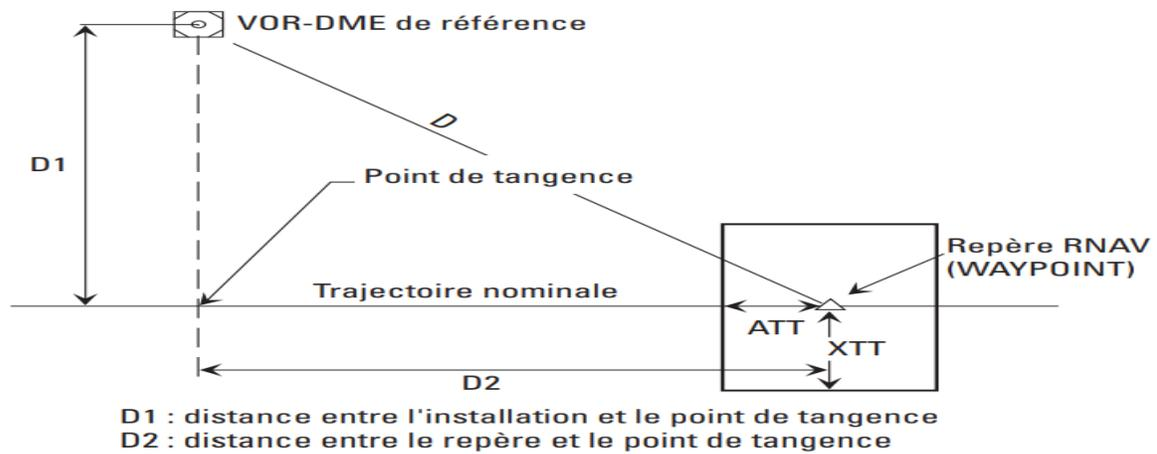 VOR-DME de référence
D
D1
Point de tangence
Repère RNAV
(WAYPOINT)
Trajectoire nominale
ATT
XTT
D2
D1 : distance entre l'installation et le point de tangence
D2 : distance entre le repère et le point de tangence